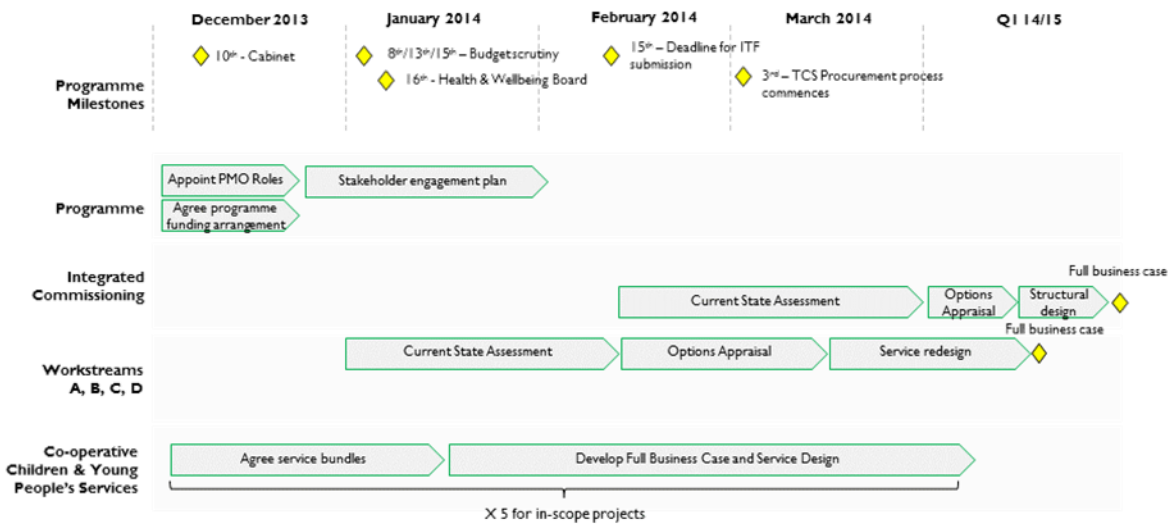 December 2013
January 2014
February 2014
March 2014
Q1 14/15
Programme
Milestones
10th - Cabinet
8th/13th/15th – Budget scrutiny
16th - Health & Wellbeing Board
15th – Deadline for ITF
submission
3rd – TCS Procurement process
commences
Programme
Appoint PMO Roles
Stakeholder engagement plan
Agree programme
funding arrangement
Integrated
Commissioning
Current State Assessment
Options
Appraisal
Structural
design
Full business case
Workstreams
A, B, C, D
Current State Assessment
Options Appraisal
Service redesign
Full business case
Co-operative
Children & Young
People's Services
Agree service bundles
Develop Full Business Case and Service Design
X 5 for in-scope projects